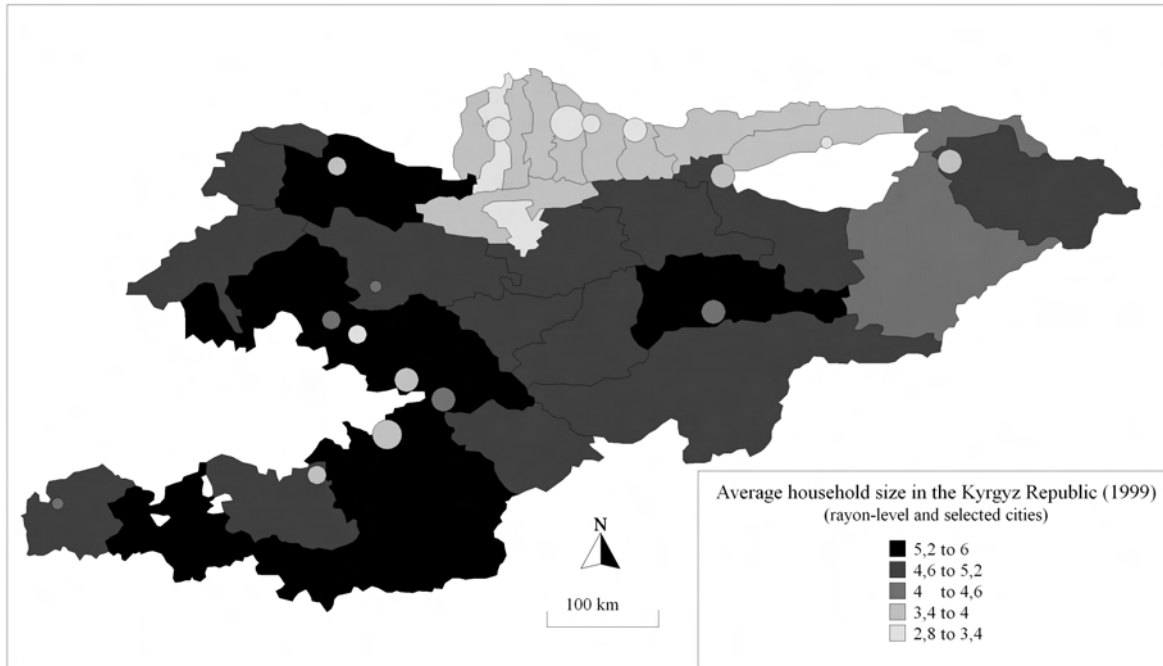 N
100 km
Average household size in the Kyrgyz Republic (1999)
(rayon-level and selected cities)
5,2 to 6
4,6 to 5,2
4 to 4,6
3,4 to 4
2,8 to 3,4